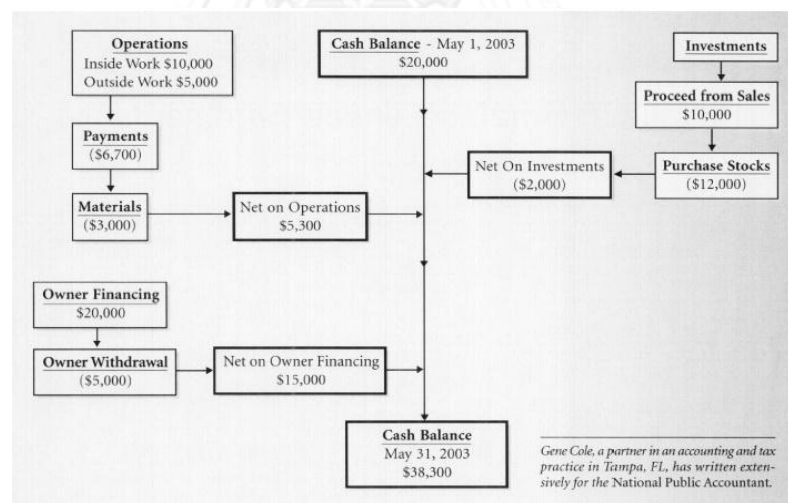 Operations
Inside Work $10,000
Outside Work $5,000
Cash Balance - May 1, 2003
$20,000
Investments
Proceed from Sales
$10,000
Payments
($6,700)
Net On Investments
($2,000)
Purchase Stocks
($12,000)
Materials
($3,000)
Net on Operations
$5,300
Owner Financing
$20,000
Owner Withdrawal
($5,000)
Net on Owner Financing
$15,000
Cash Balance
May 31, 2003
$38,300
Gene Cole, a partner in an accounting and tax
practice in Tampa, FL, has written exten-
sively for the National Public Accountant.